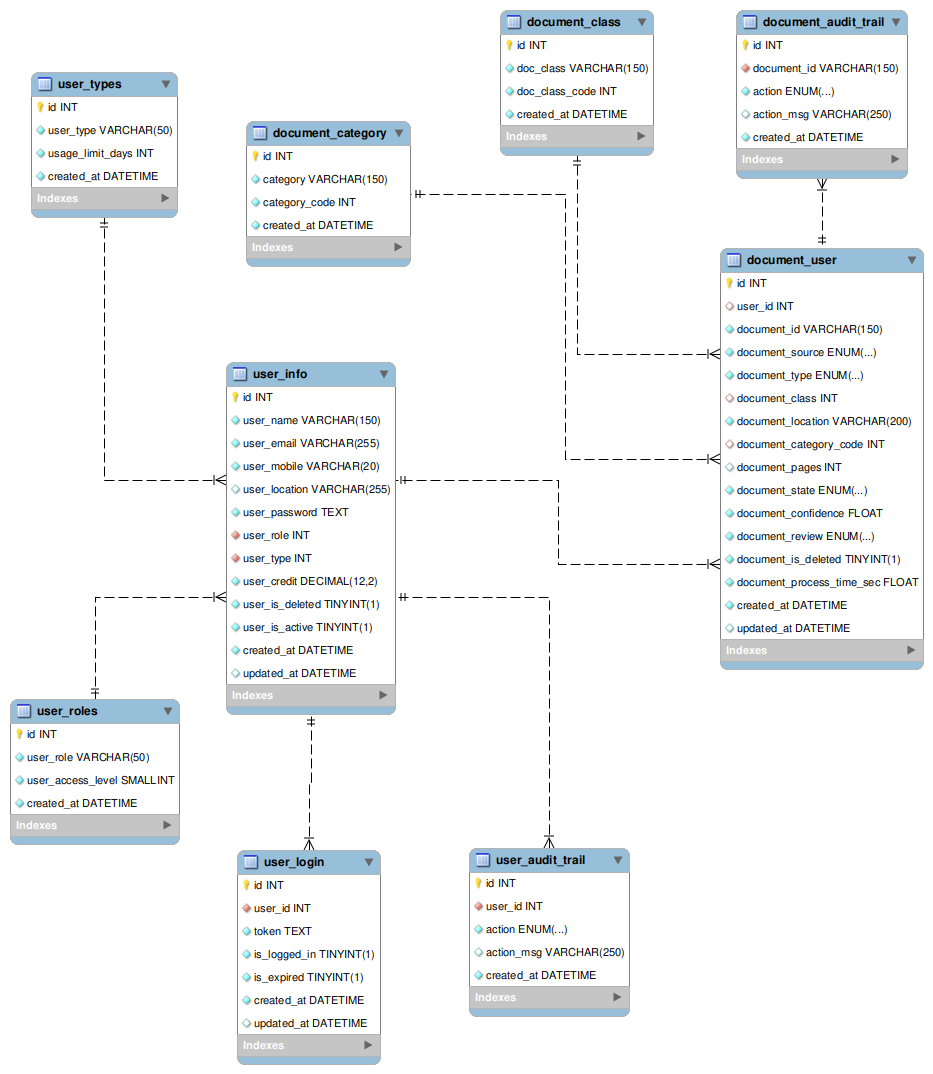 document_class
id INT
doc_class VARCHAR(150)
doc_class_code INT
created_at DATETIME
Indexes
document_audit_trail
id INT
document_id VARCHAR(150)
action ENUM(...)
action_msg VARCHAR(250)
created_at DATETIME
Indexes
user_types
id INT
user_type VARCHAR(50)
usage_limit_days INT
created_at DATETIME
Indexes
document_category
id INT
category VARCHAR(150)
category_code INT
created_at DATETIME
Indexes
document_user
id INT
user_id INT
document_id VARCHAR(150)
document_source ENUM(...)
document_type ENUM(...)
document_class INT
document_location VARCHAR(200)
document_category_code INT
document_pages INT
document_state ENUM(...)
document_confidence FLOAT
document_review ENUM(...)
document_is_deleted TINYINT(1)
document_process_time_sec FLOAT
created_at DATETIME
updated_at DATETIME
Indexes
user_info
id INT
user_name VARCHAR(150)
user_email VARCHAR(255)
user_mobile VARCHAR(20)
user_location VARCHAR(255)
user_password TEXT
user_role INT
user_type INT
user_credit DECIMAL(12,2)
user_is_deleted TINYINT(1)
user_is_active TINYINT(1)
created_at DATETIME
updated_at DATETIME
Indexes
user_roles
id INT
user_role VARCHAR(50)
user_access_level SMALLINT
created_at DATETIME
Indexes
user_login
id INT
user_id INT
token TEXT
is_logged_in TINYINT(1)
is_expired TINYINT(1)
created_at DATETIME
updated_at DATETIME
Indexes
user_audit_trail
id INT
user_id INT
action ENUM(...)
action_msg VARCHAR(250)
created_at DATETIME
Indexes